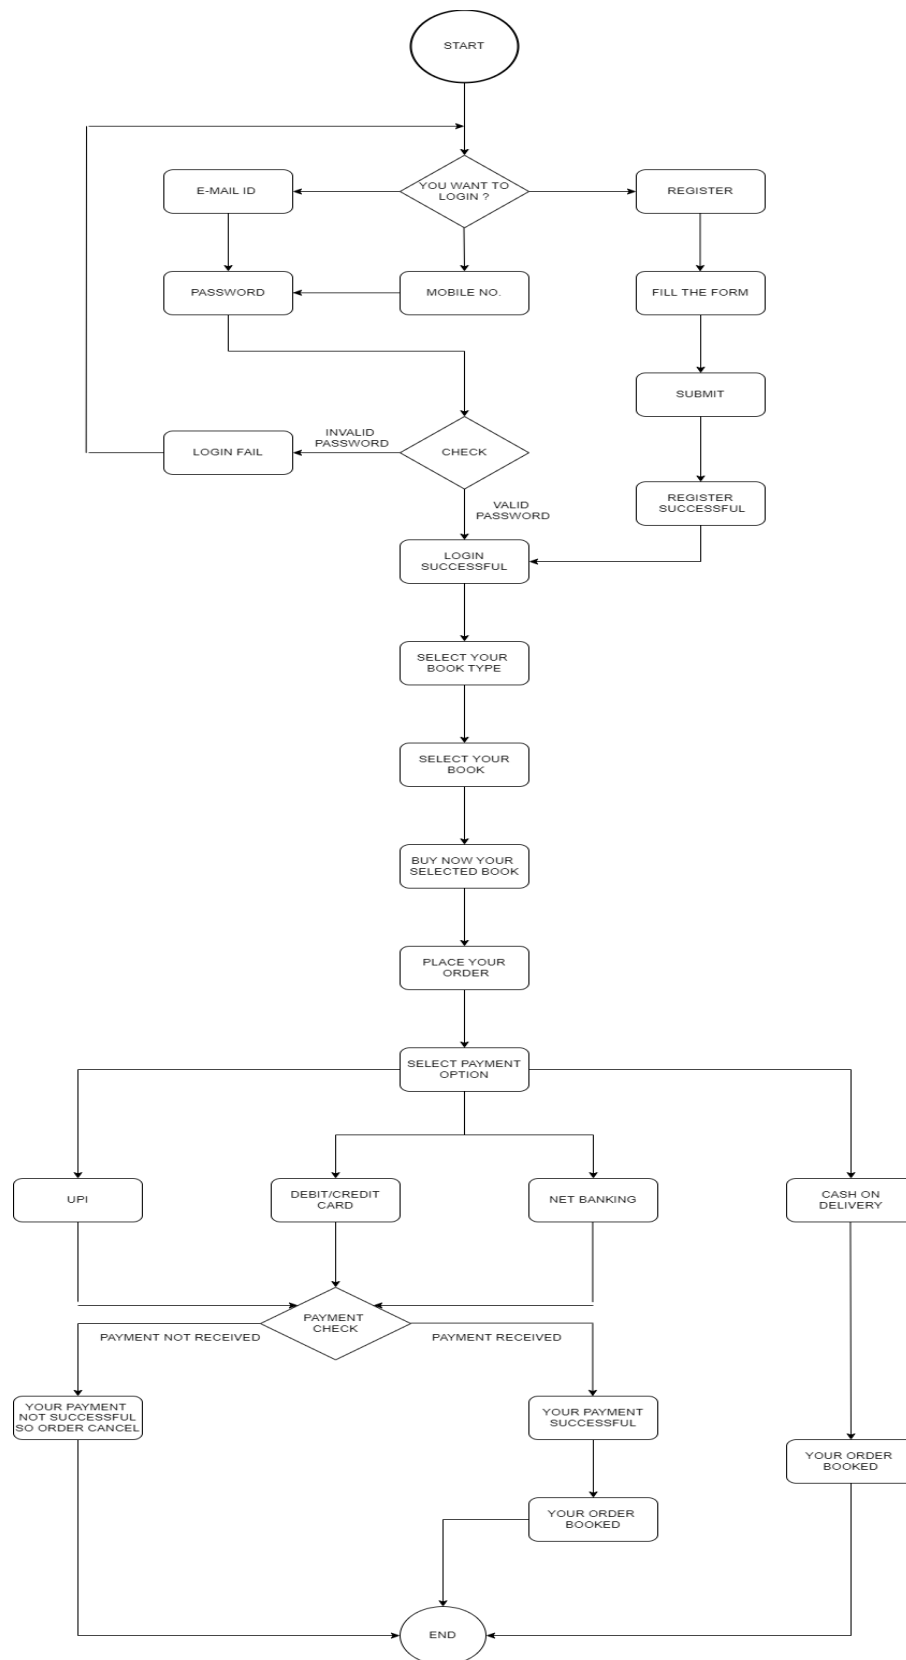 START
YOU WANT TO
LOGIN ?
E-MAIL ID
REGISTER
PASSWORD
MOBILE NO.
FILL THE FORM
SUBMIT
INVALID
PASSWORD
LOGIN FAIL
CHECK
REGISTER
SUCCESSFUL
VALID
PASSWORD
LOGIN
SUCCESSFUL
SELECT YOUR
BOOK TYPE
SELECT YOUR
BOOK
BUY NOW YOUR
SELECTED BOOK
PLACE YOUR
ORDER
SELECT PAYMENT
OPTION
UPI
DEBIT/CREDIT
CARD
NET BANKING
CASH ON
DELIVERY
PAYMENT
CHECK
PAYMENT NOT RECEIVED
PAYMENT RECEIVED
YOUR PAYMENT
NOT SUCCESSFUL
SO ORDER CANCEL
YOUR PAYMENT
SUCCESSFUL
YOUR ORDER
BOOKED
YOUR ORDER
BOOKED
END